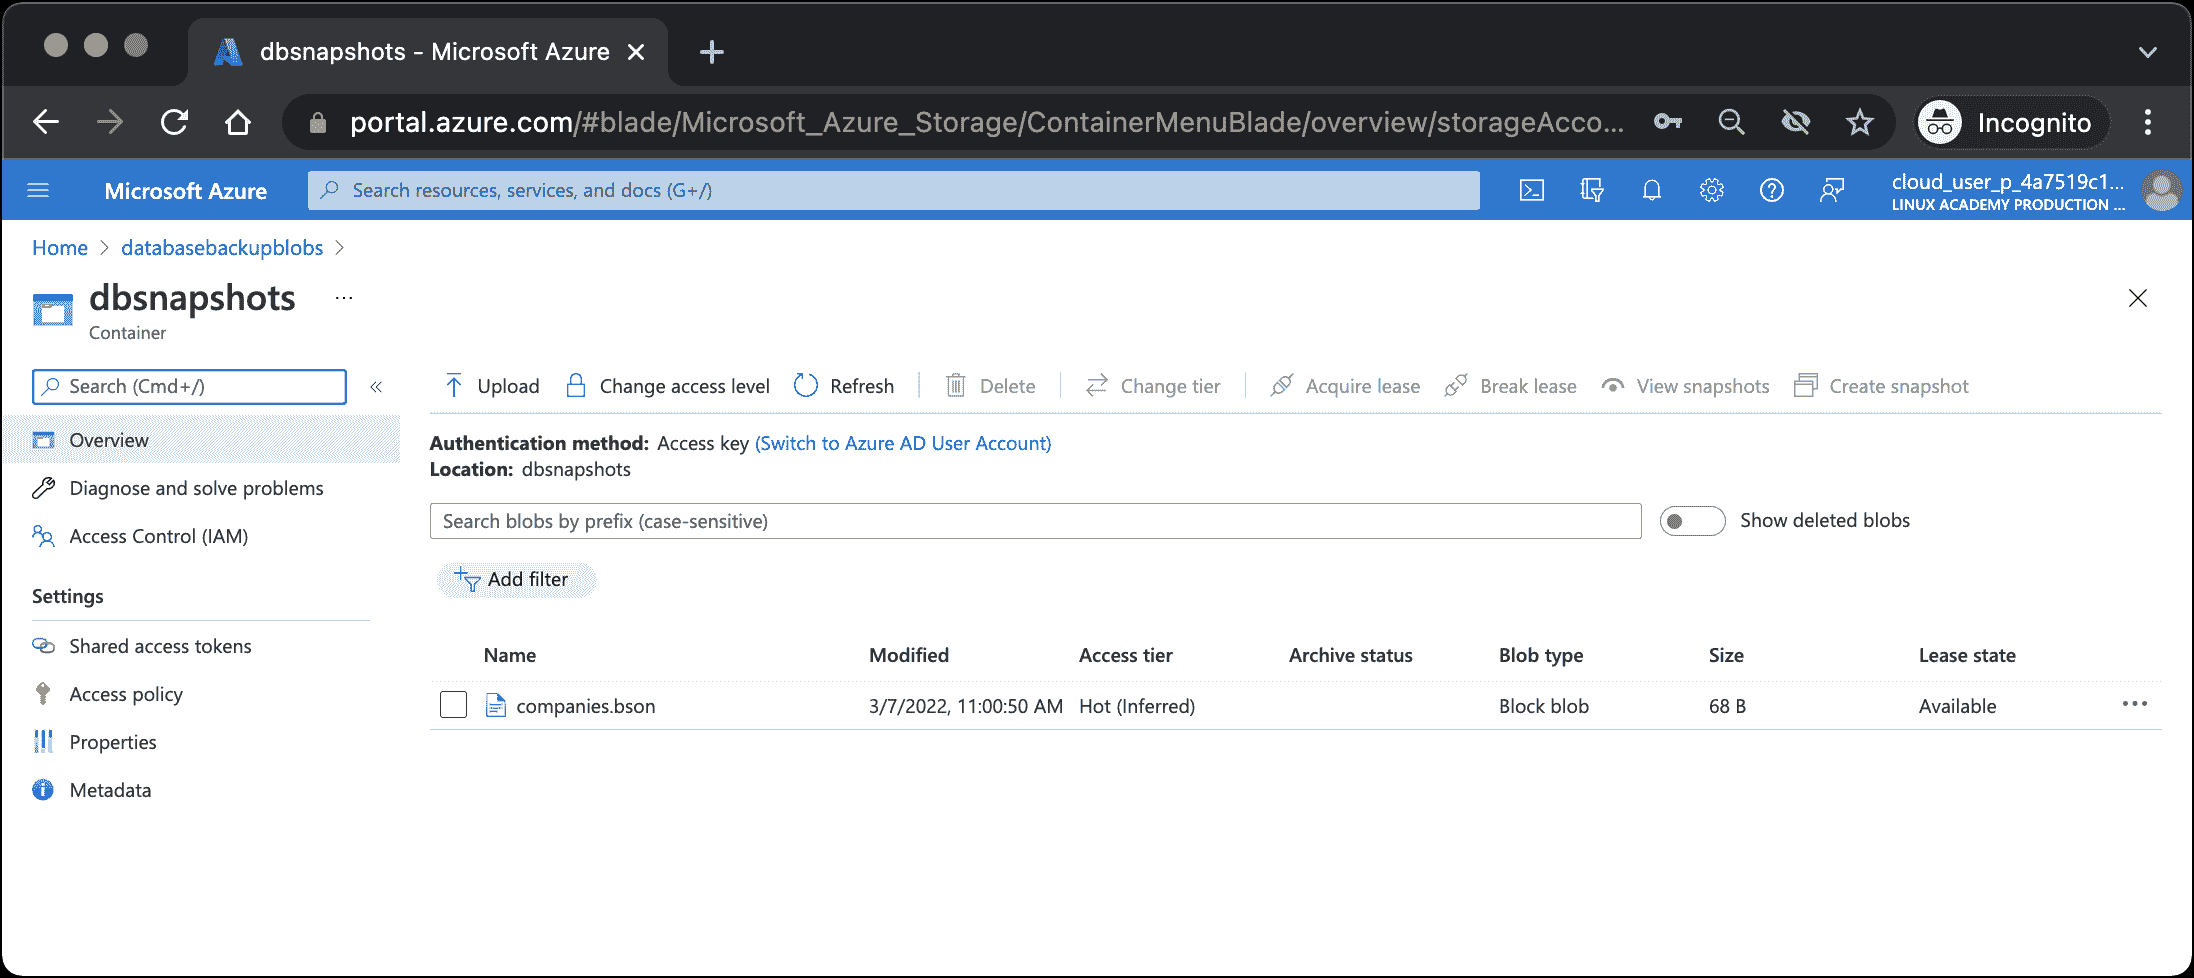 dbsnapshots - Microsoft Azure
portal.azure.com/#blade/Microsoft_Azure_Storage/ContainerMenuBlade/overview/storageAcco...
Incognito
Microsoft Azure
Search resources, services, and docs (G+/)
cloud_user_p_4a7519c1...
LINUX ACADEMY PRODUCTION ...
Home > databasebackupblobs >
dbsnapshots ...
Container
Search (Cmd+/)
«
Overview
Diagnose and solve problems
Access Control (IAM)
Settings
Shared access tokens
Access policy
Properties
Metadata
Upload Change access level Refresh Delete Change tier Acquire lease Break lease View snapshots Create snapshot
Authentication method: Access key (Switch to Azure AD User Account)
Location: dbsnapshots
Search blobs by prefix (case-sensitive)
Show deleted blobs
Add filter
Name Modified Access tier Archive status Blob type Size Lease state
companies.bson 3/7/2022, 11:00:50 AM Hot (Inferred) Block blob 68 B Available